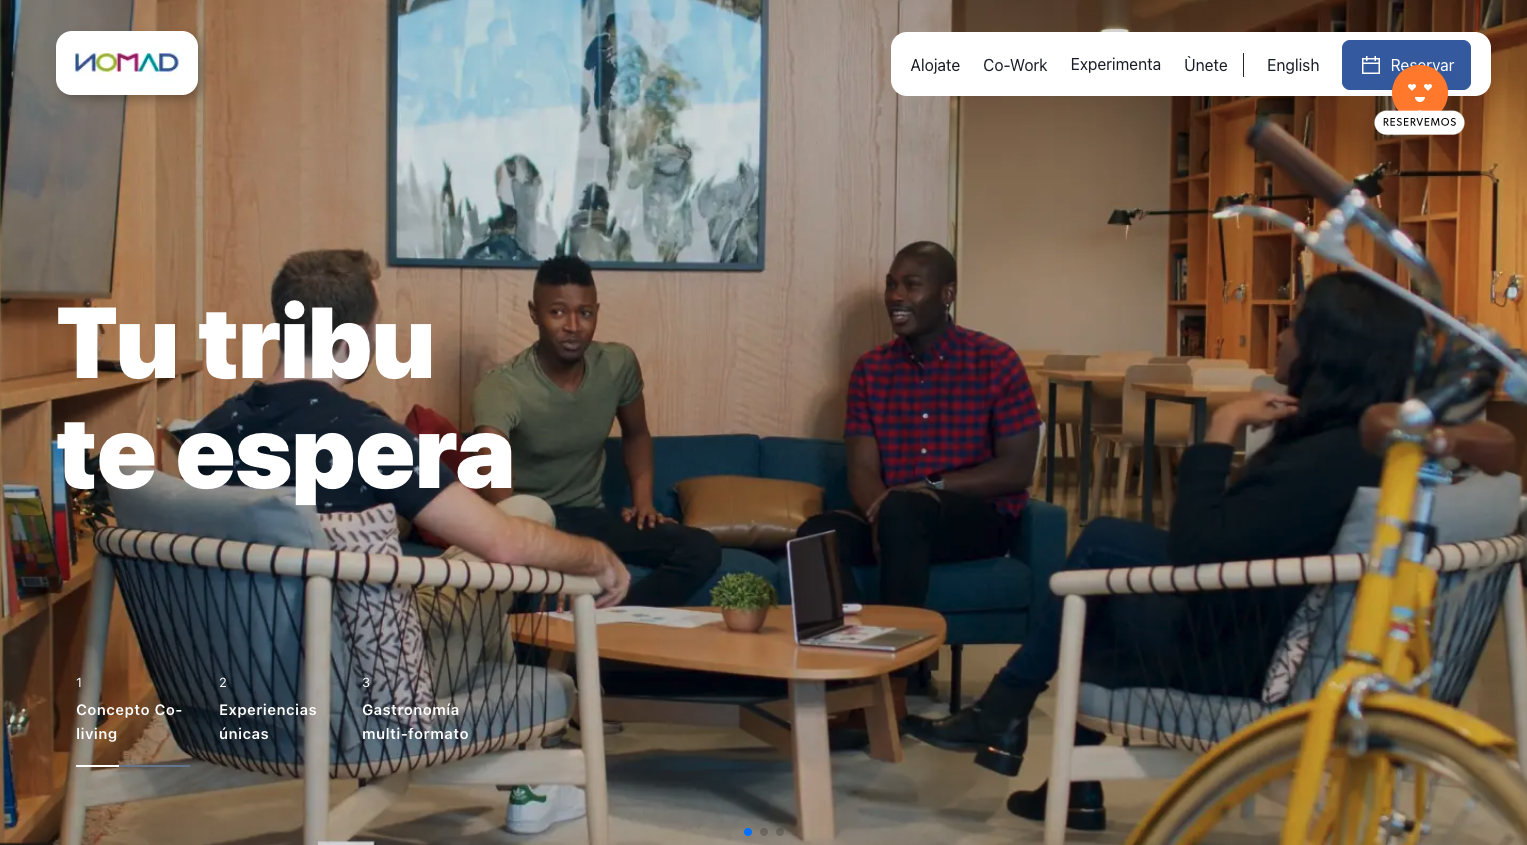 NOMAD
Alojate
Co-Work
Experimenta
Ùnete
English
Reservar
RESERVEMOS
Tu tribu
te espera
1
Concepto Co-
living
2
Experiencias
únicas
3
Gastronomía
multi-formato